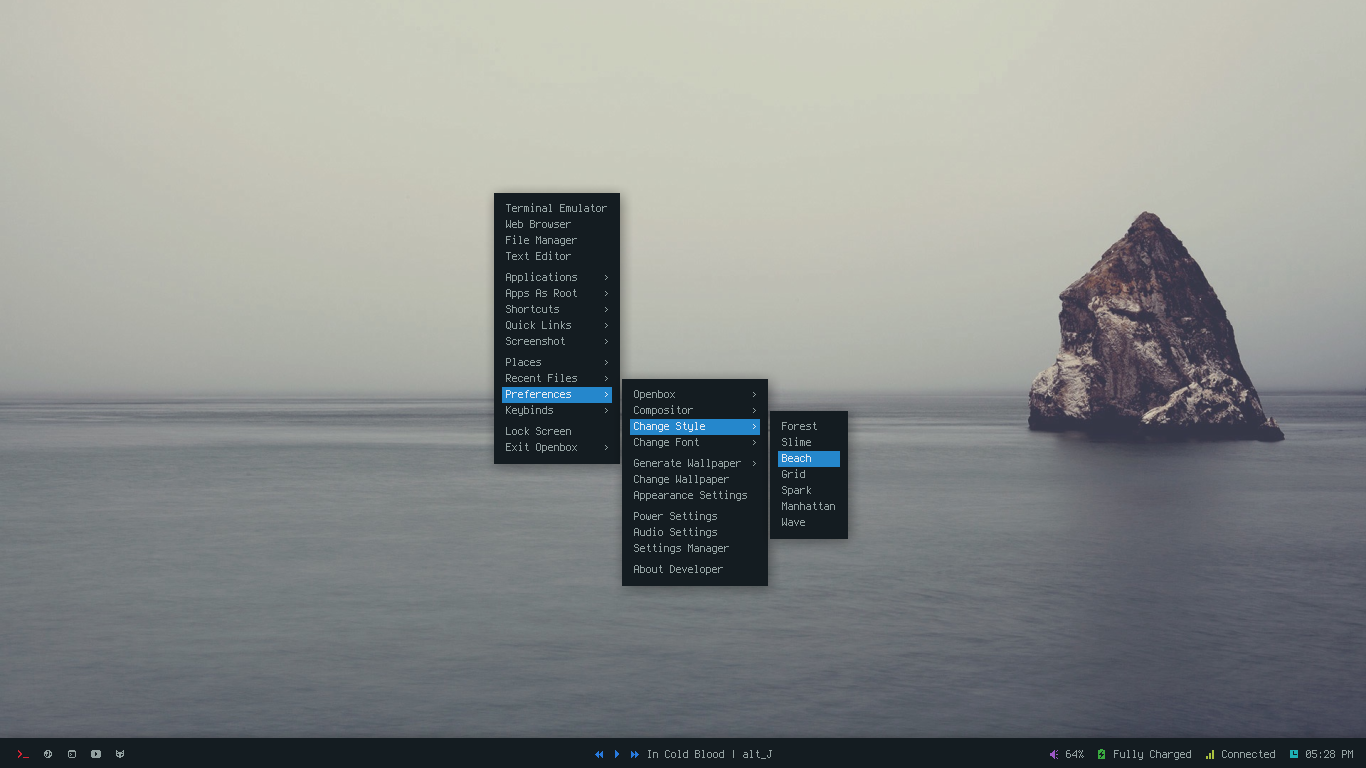 Terminal Emulator
Web Browser
File Manager
Text Editor
Applications
Apps As Root
Shortcuts
Quick Links
Screenshot
Places
Recent Files
Preferences
Keybinds
Lock Screen
Exit Openbox
Openbox
Compositor
Change Style
Change Font
Generate Wallpaper
Change Wallpaper
Appearance Settings
Power Settings
Audio Settings
Settings Manager
About Developer
Forest
Slime
Beach
Grid
Spark
Manhattan
Wave
In Cold Blood | alt_J
64% Fully Charged Connected 05:28 PM